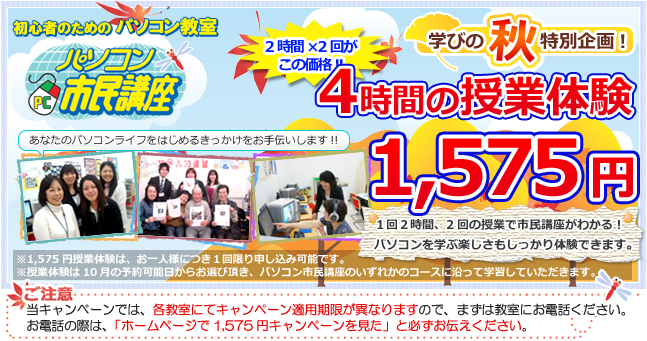 初心者のための パソコン教室
パソコン
市民講座
PC
2時間×2回が
この価格!!
学びの 秋 特別企画！
4時間の授業体験
1,575円
あなたのパソコンライフをはじめるきっかけをお手伝いします!!
1回2時間、2回の授業で市民講座がわかる！
パソコンを学ぶ楽しさもしっかり体験できます。
※1,575円授業体験は、お一人様につき1回限り申し込み可能です。
※授業体験は10月の予約可能日からお選び頂き、パソコン市民講座のいずれかのコースに沿って学習していただきます。
ご注意
当キャンペーンでは、各教室にてキャンペーン適用期限が異なりますので、まずは教室にお電話ください。
お電話の際は、「ホームページで1,575円キャンペーンを見た」と必ずお伝えください。